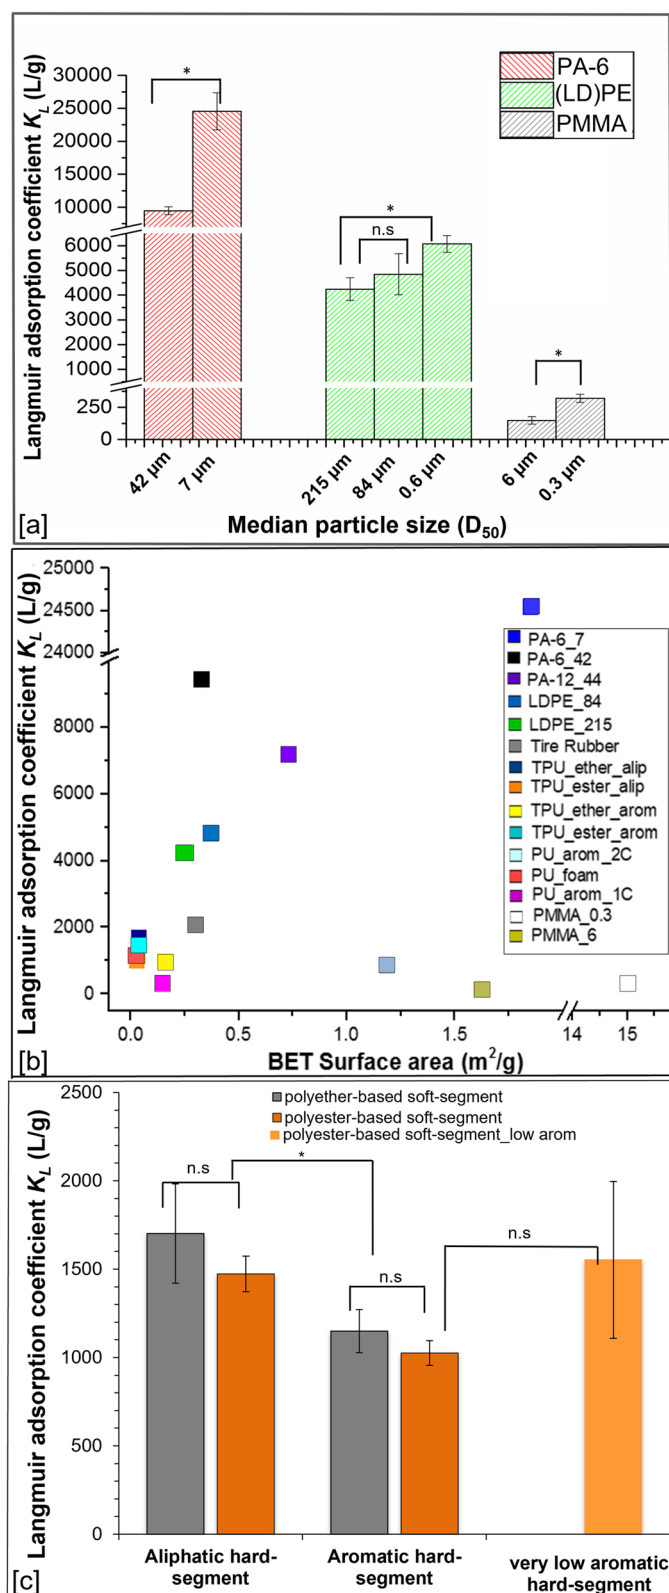 Langmuir adsorption coefficient K_L (L/g)
30000
25000
20000
15000
10000
6000
5000
4000
3000
2000
1000
250
0
*
*
n.s
*
PA-6
(LD)PE
PMMA
42 µm
7 µm
215 µm
84 µm
0.6 µm
6 µm
0.3 µm
[a]
Median particle size (D50)
Langmuir adsorption coefficient K_L (L/g)
25000
24500
24000
8000
6000
4000
2000
0
PA-6_7
PA-6_42
PA-12_44
LDPE_84
LDPE_215
Tire Rubber
TPU_ether_alip
TPU_ester_alip
TPU_ether_arom
TPU_ester_arom
PU_arom_2C
PU_foam
PU_arom_1C
PMMA_0.3
PMMA_6
0.0
0.5
1.0
1.5
14
15
[b]
BET Surface area (m²/g)
Langmuir adsorption coefficient K_L (L/g)
2500
2000
1500
1000
500
0
polyether-based soft-segment
polyester-based soft-segment
polyester-based soft-segment_low arom
n.s
*
n.s
n.s
Aliphatic hard-
segment
Aromatic hard-
segment
very low aromatic
hard-segment
[c]